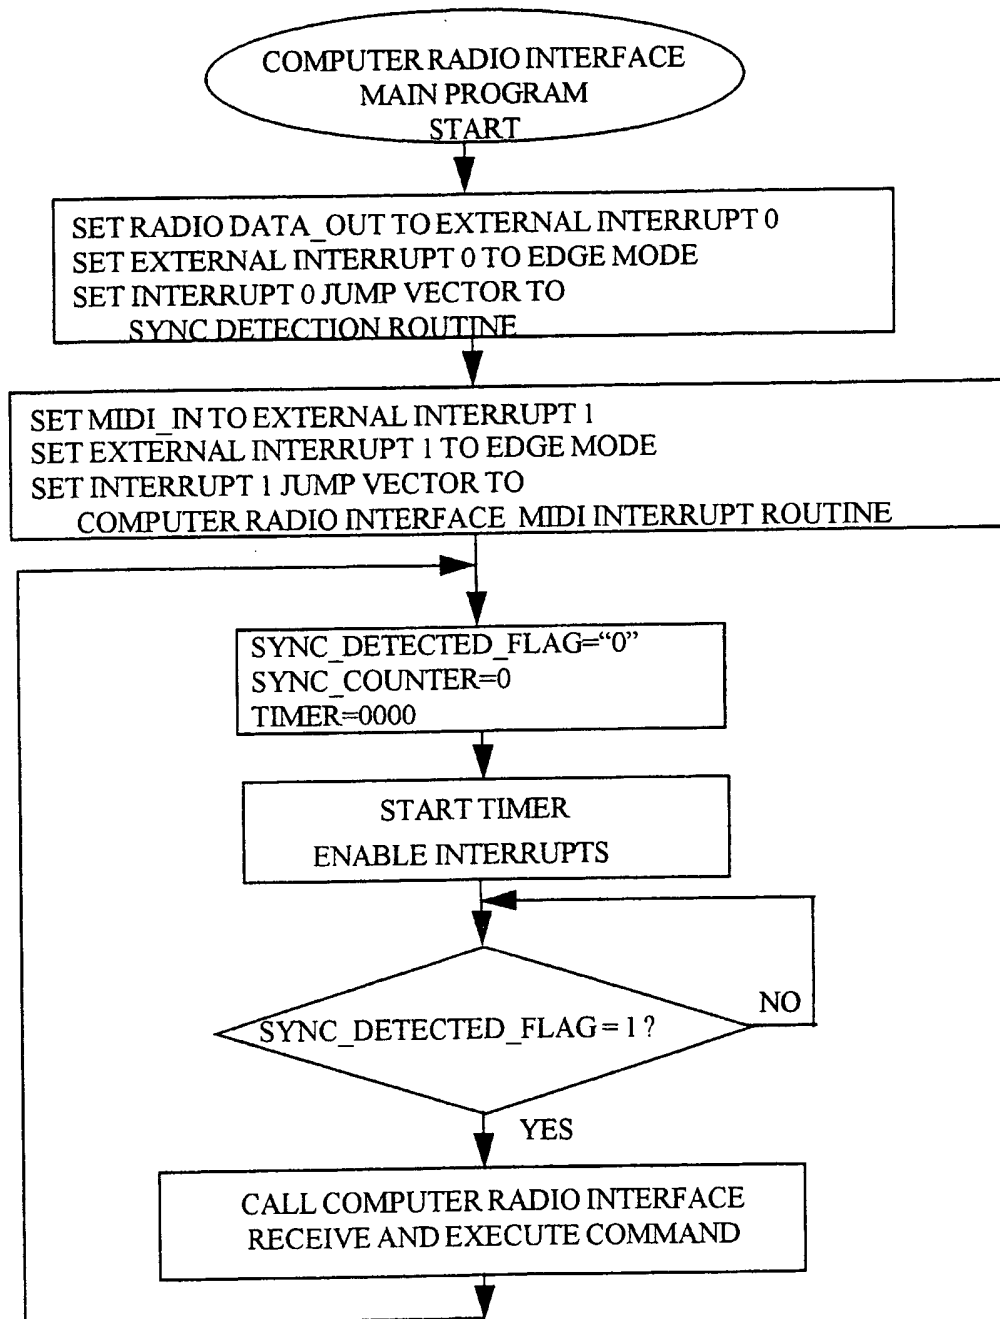 COMPUTER RADIO INTERFACE
MAIN PROGRAM
START
SET RADIO DATA_OUT TO EXTERNAL INTERRUPT 0
SET EXTERNAL INTERRUPT 0 TO EDGE MODE
SET INTERRUPT 0 JUMP VECTOR TO
SYNC DETECTION ROUTINE
SET MIDI_IN TO EXTERNAL INTERRUPT 1
SET EXTERNAL INTERRUPT 1 TO EDGE MODE
SET INTERRUPT 1 JUMP VECTOR TO
COMPUTER RADIO INTERFACE MIDI INTERRUPT ROUTINE
SYNC_DETECTED_FLAG=“0”
SYNC_COUNTER=0
TIMER=0000
START TIMER
ENABLE INTERRUPTS
SYNC_DETECTED_FLAG = 1 ?
NO
YES
CALL COMPUTER RADIO INTERFACE
RECEIVE AND EXECUTE COMMAND